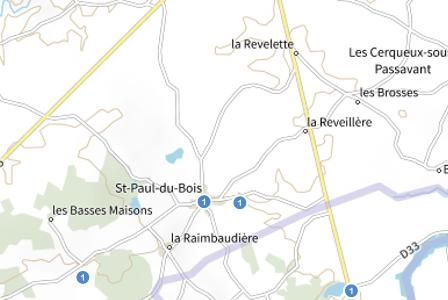 la Revelette
Les Cerqueux-sous
Passavant
les Brosses
la Reveillère
St-Paul-du-Bois
1
1
les Basses Maisons
la Raimbaudière
D33
1
1